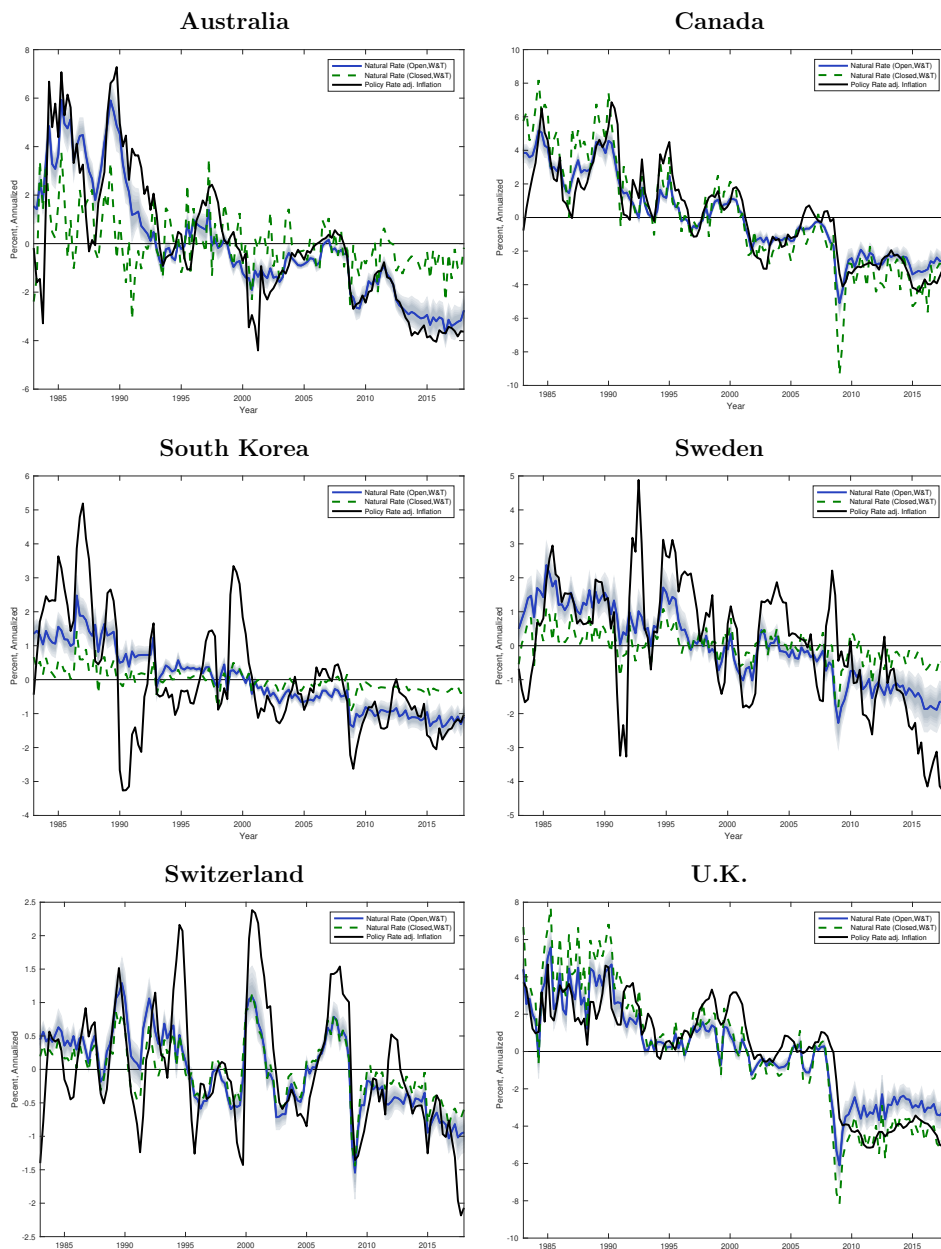 Australia
Canada
8
6
4
2
0
-2
-4
-6
Percent, Annualized
Natural Rate (Open,W&T)
Natural Rate (Closed,W&T)
Policy Rate adj. Inflation
1985 1990 1995 2000 2005 2010 2015
Year
10
8
6
4
2
0
-2
-4
-6
-8
-10
Percent, Annualized
Natural Rate (Open,W&T)
Natural Rate (Closed,W&T)
Policy Rate adj. Inflation
1985 1990 1995 2000 2005 2010 2015
Year
South Korea
Sweden
6
5
4
3
2
1
0
-1
-2
-3
-4
Percent, Annualized
Natural Rate (Open,W&T)
Natural Rate (Closed,W&T)
Policy Rate adj. Inflation
1985 1990 1995 2000 2005 2010 2015
Year
5
4
3
2
1
0
-1
-2
-3
-4
-5
Percent, Annualized
Natural Rate (Open,W&T)
Natural Rate (Closed,W&T)
Policy Rate adj. Inflation
1985 1990 1995 2000 2005 2010 2015
Year
Switzerland
U.K.
2.5
2
1.5
1
0.5
0
-0.5
-1
-1.5
-2
-2.5
Percent, Annualized
Natural Rate (Open,W&T)
Natural Rate (Closed,W&T)
Policy Rate adj. Inflation
1985 1990 1995 2000 2005 2010 2015
8
6
4
2
0
-2
-4
-6
-8
-10
Percent, Annualized
Natural Rate (Open,W&T)
Natural Rate (Closed,W&T)
Policy Rate adj. Inflation
1985 1990 1995 2000 2005 2010 2015